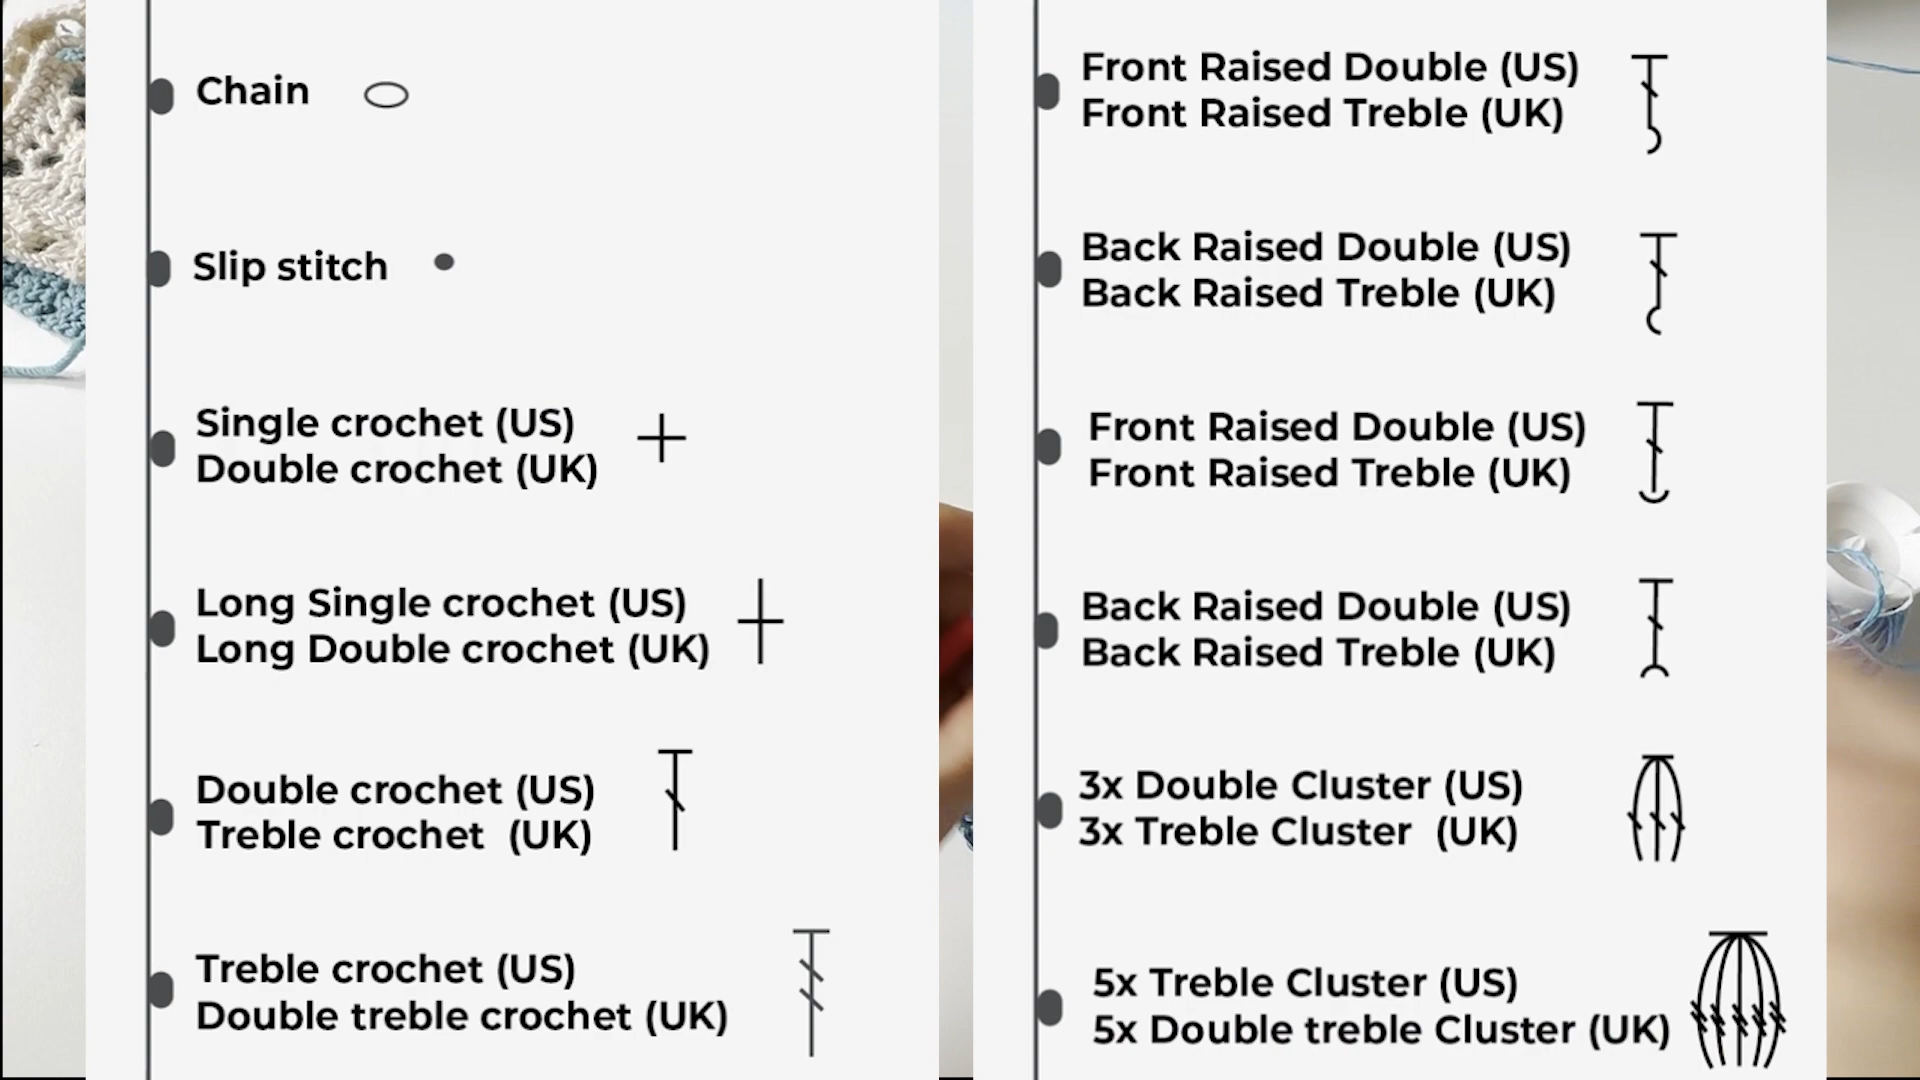 Chain
Slip stitch
Single crochet (US)
Double crochet (UK)
Long Single crochet (US)
Long Double crochet (UK)
Double crochet (US)
Treble crochet (UK)
Treble crochet (US)
Double treble crochet (UK)
Front Raised Double (US)
Front Raised Treble (UK)
Back Raised Double (US)
Back Raised Treble (UK)
Front Raised Double (US)
Front Raised Treble (UK)
Back Raised Double (US)
Back Raised Treble (UK)
3x Double Cluster (US)
3x Treble Cluster (UK)
5x Treble Cluster (US)
5x Double treble Cluster (UK)